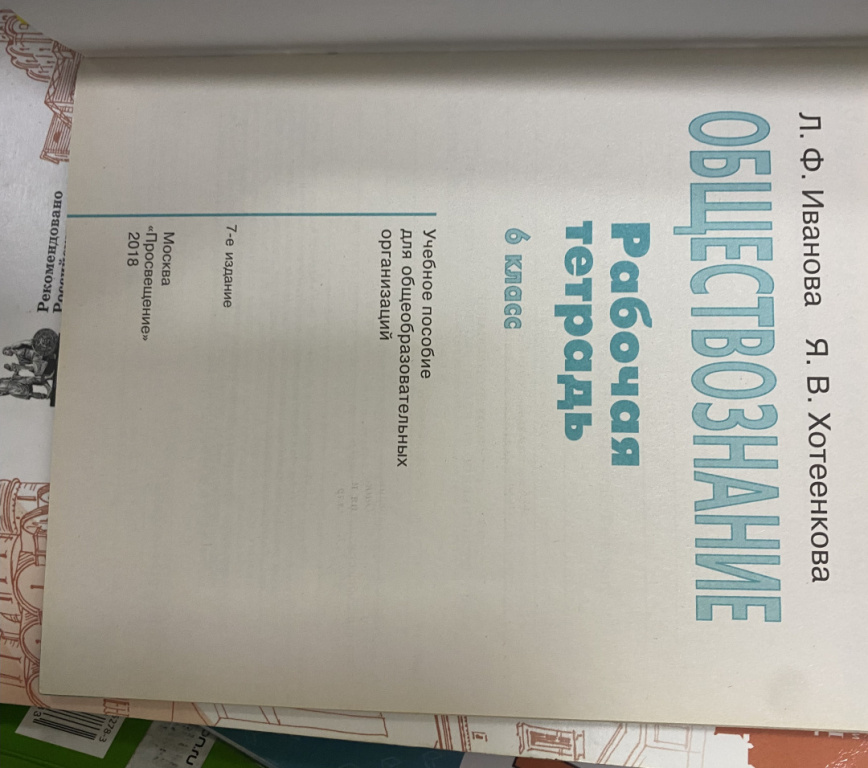 Л. Ф. Иванова Я. В. Хотеенкова
ОБЩЕСТВОЗНАНИЕ
Рабочая
тетрадь
6 класс
Учебное пособие
для общеобразовательных
организаций
7-е издание
Москва
«Просвещение»
2018
Рекомендовано